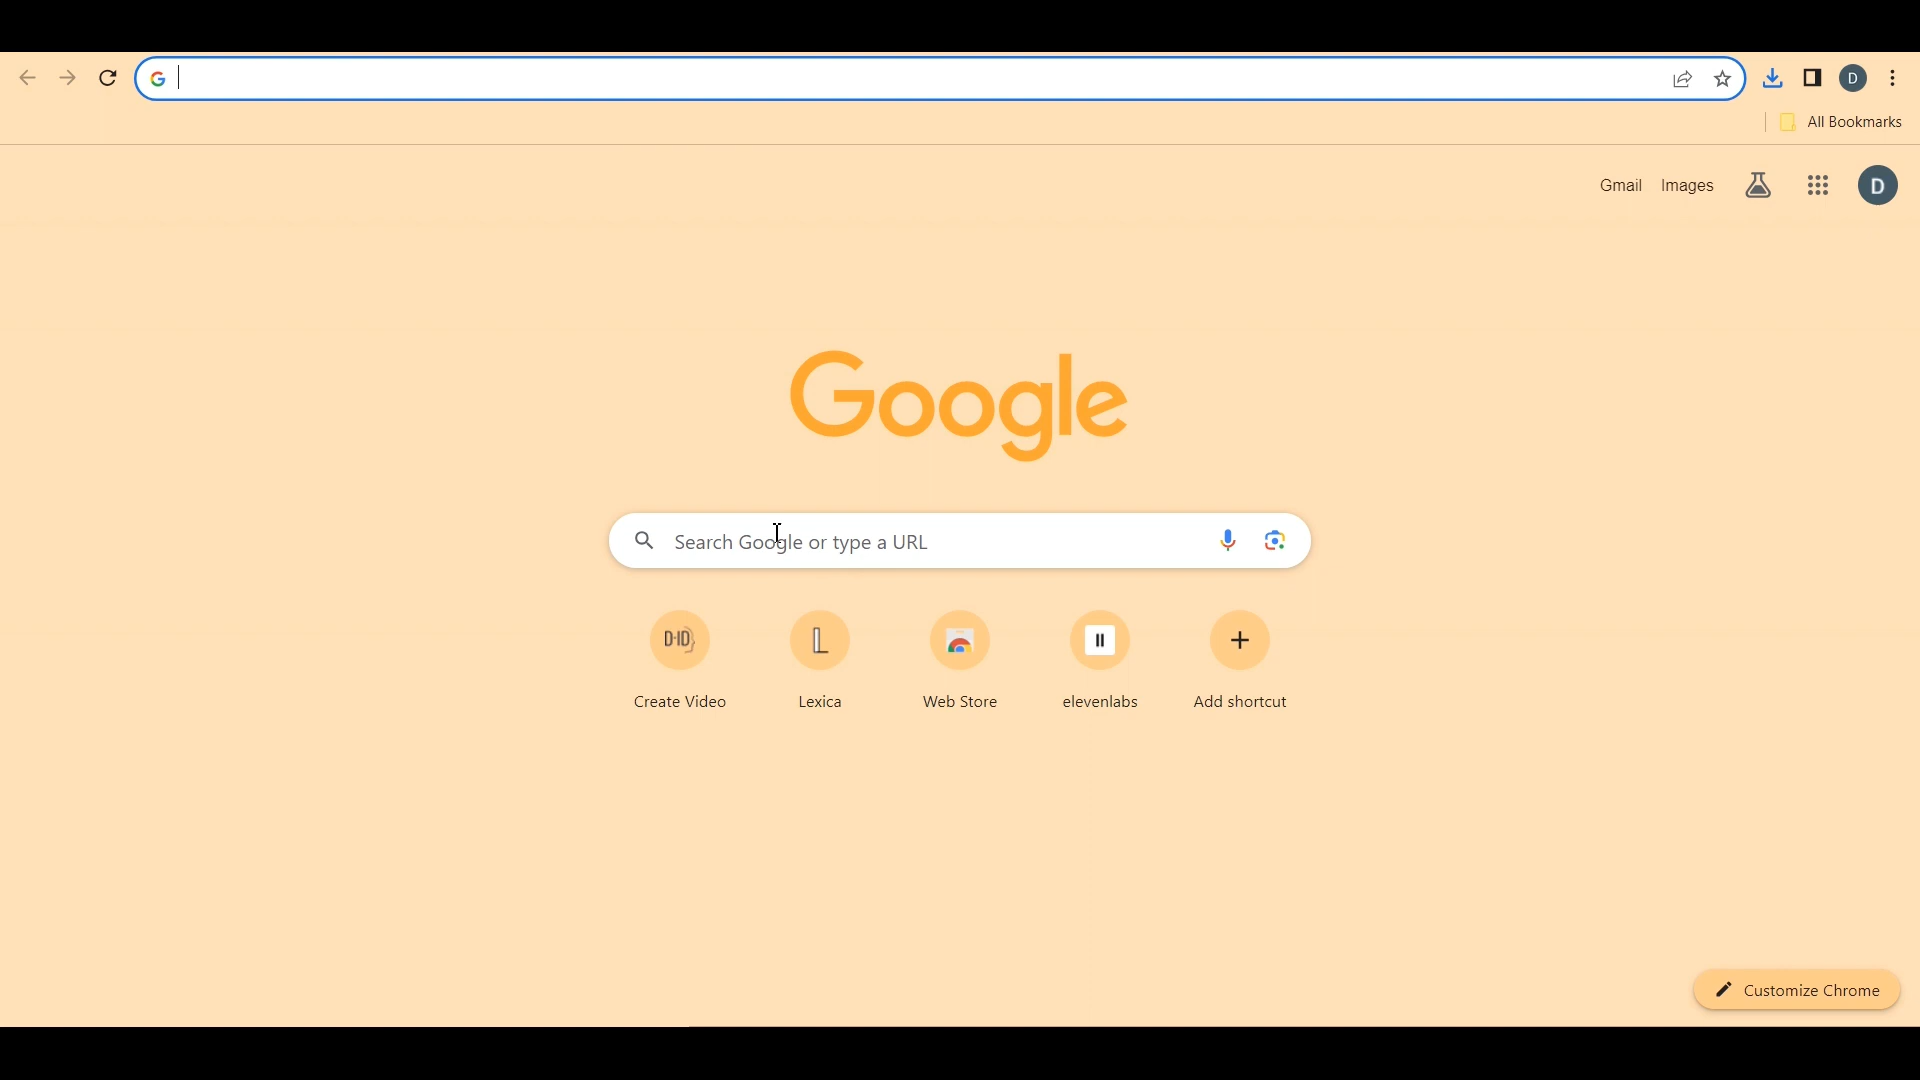 D
All Bookmarks
Gmail Images D
Google
Search Google or type a URL
D-ID
Create Video Lexica Web Store elevenlabs Add shortcut
Customize Chrome